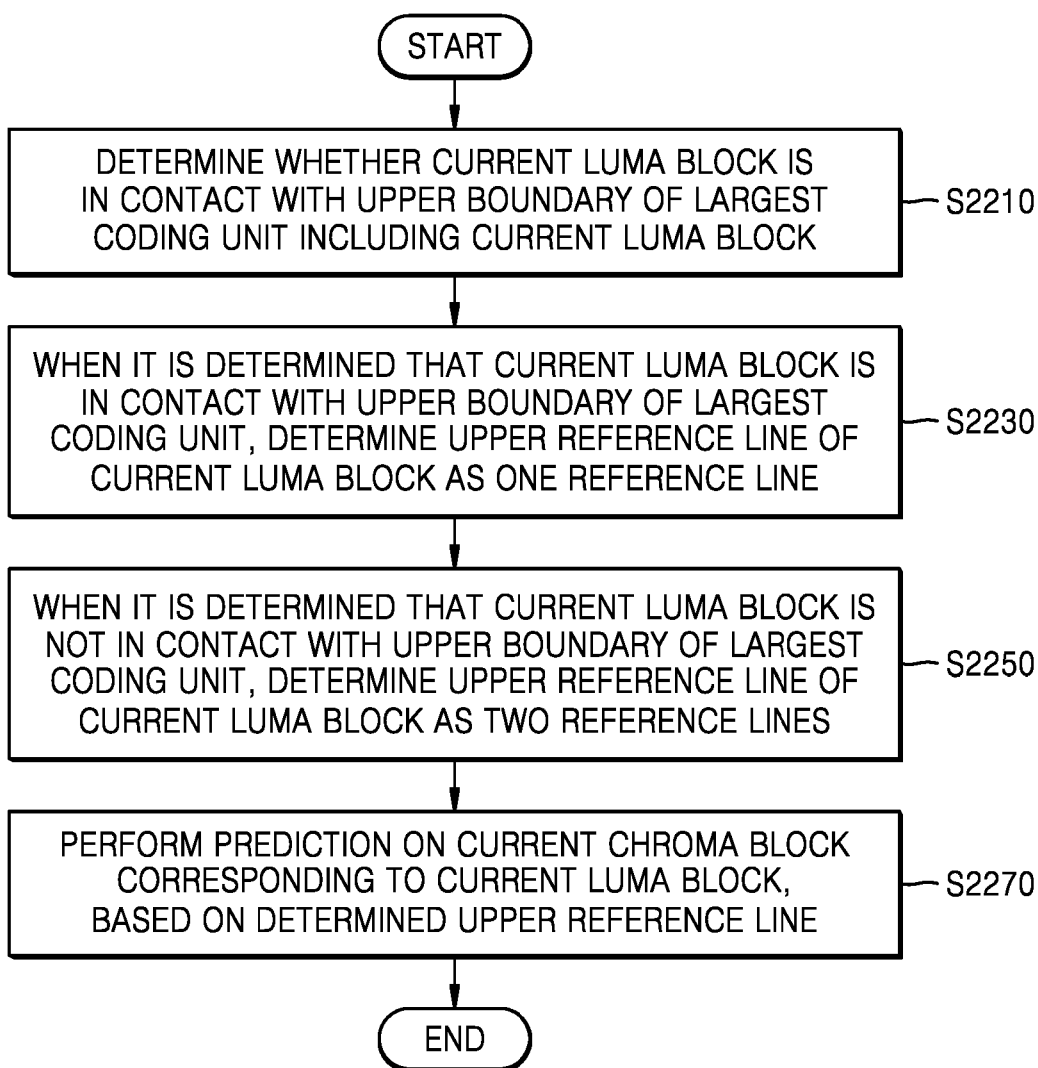 START
DETERMINE WHETHER CURRENT LUMA BLOCK IS
IN CONTACT WITH UPPER BOUNDARY OF LARGEST
CODING UNIT INCLUDING CURRENT LUMA BLOCK
S2210
WHEN IT IS DETERMINED THAT CURRENT LUMA BLOCK IS
IN CONTACT WITH UPPER BOUNDARY OF LARGEST
CODING UNIT, DETERMINE UPPER REFERENCE LINE OF
CURRENT LUMA BLOCK AS ONE REFERENCE LINE
S2230
WHEN IT IS DETERMINED THAT CURRENT LUMA BLOCK IS
NOT IN CONTACT WITH UPPER BOUNDARY OF LARGEST
CODING UNIT, DETERMINE UPPER REFERENCE LINE OF
CURRENT LUMA BLOCK AS TWO REFERENCE LINES
S2250
PERFORM PREDICTION ON CURRENT CHROMA BLOCK
CORRESPONDING TO CURRENT LUMA BLOCK,
BASED ON DETERMINED UPPER REFERENCE LINE
S2270
END